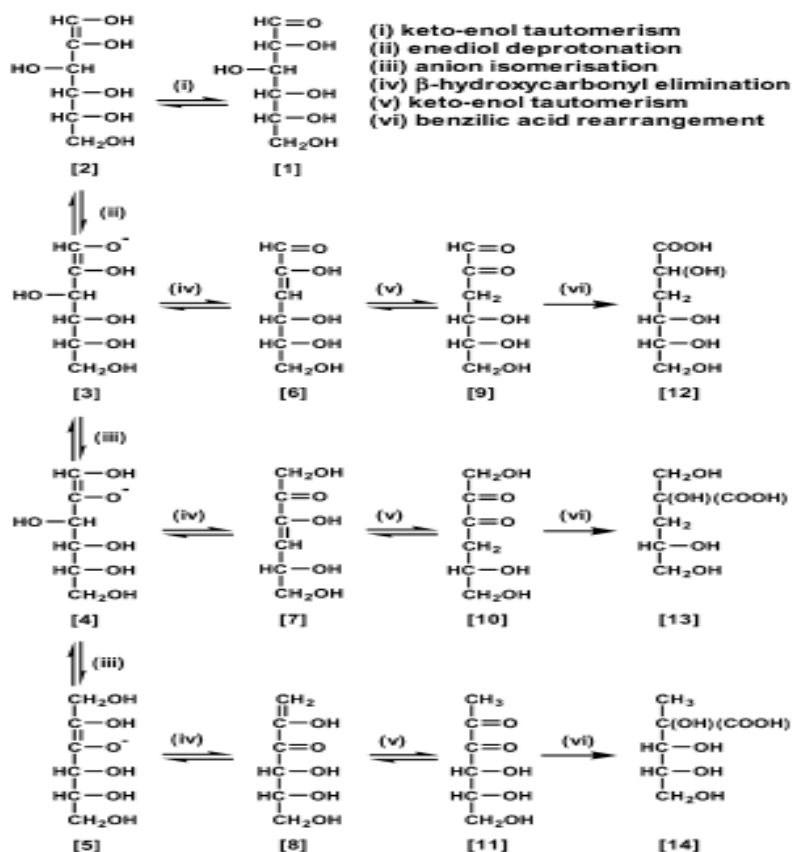 HC—OH
C—OH
HO—CH
HC—OH
HC—OH
CH₂OH
[2]
(i)
HC=O
HC—OH
HO—CH
HC—OH
HC—OH
CH₂OH
[1]
(i) keto-enol tautomerism
(ii) enediol deprotonation
(iii) anion isomerisation
(iv) β-hydroxycarbonyl elimination
(v) keto-enol tautomerism
(vi) benzilic acid rearrangement
(ii)
HC—O⁻
C—OH
HO—CH
HC—OH
HC—OH
CH₂OH
[3]
(iv)
HC=O
C—OH
CH
HC—OH
HC—OH
CH₂OH
[6]
(v)
HC=O
C=O
CH₂
HC—OH
HC—OH
CH₂OH
[9]
(vi)
COOH
CH(OH)
CH₂
HC—OH
HC—OH
CH₂OH
[12]
(iii)
HC—OH
C—O⁻
HO—CH
HC—OH
HC—OH
CH₂OH
[4]
(iv)
CH₂OH
C=O
C—OH
CH
HC—OH
CH₂OH
[7]
(v)
CH₂OH
C=O
C=O
CH₂
HC—OH
CH₂OH
[10]
(vi)
CH₂OH
C(OH)(COOH)
CH₂
HC—OH
CH₂OH
[13]
(iii)
CH₂OH
C—OH
C—O⁻
HC—OH
HC—OH
CH₂OH
[5]
(iv)
CH₂
C—OH
C=O
HC—OH
HC—OH
CH₂OH
[8]
(v)
CH₃
C=O
C=O
HC—OH
HC—OH
CH₂OH
[11]
(vi)
CH₃
C(OH)(COOH)
HC—OH
HC—OH
CH₂OH
[14]